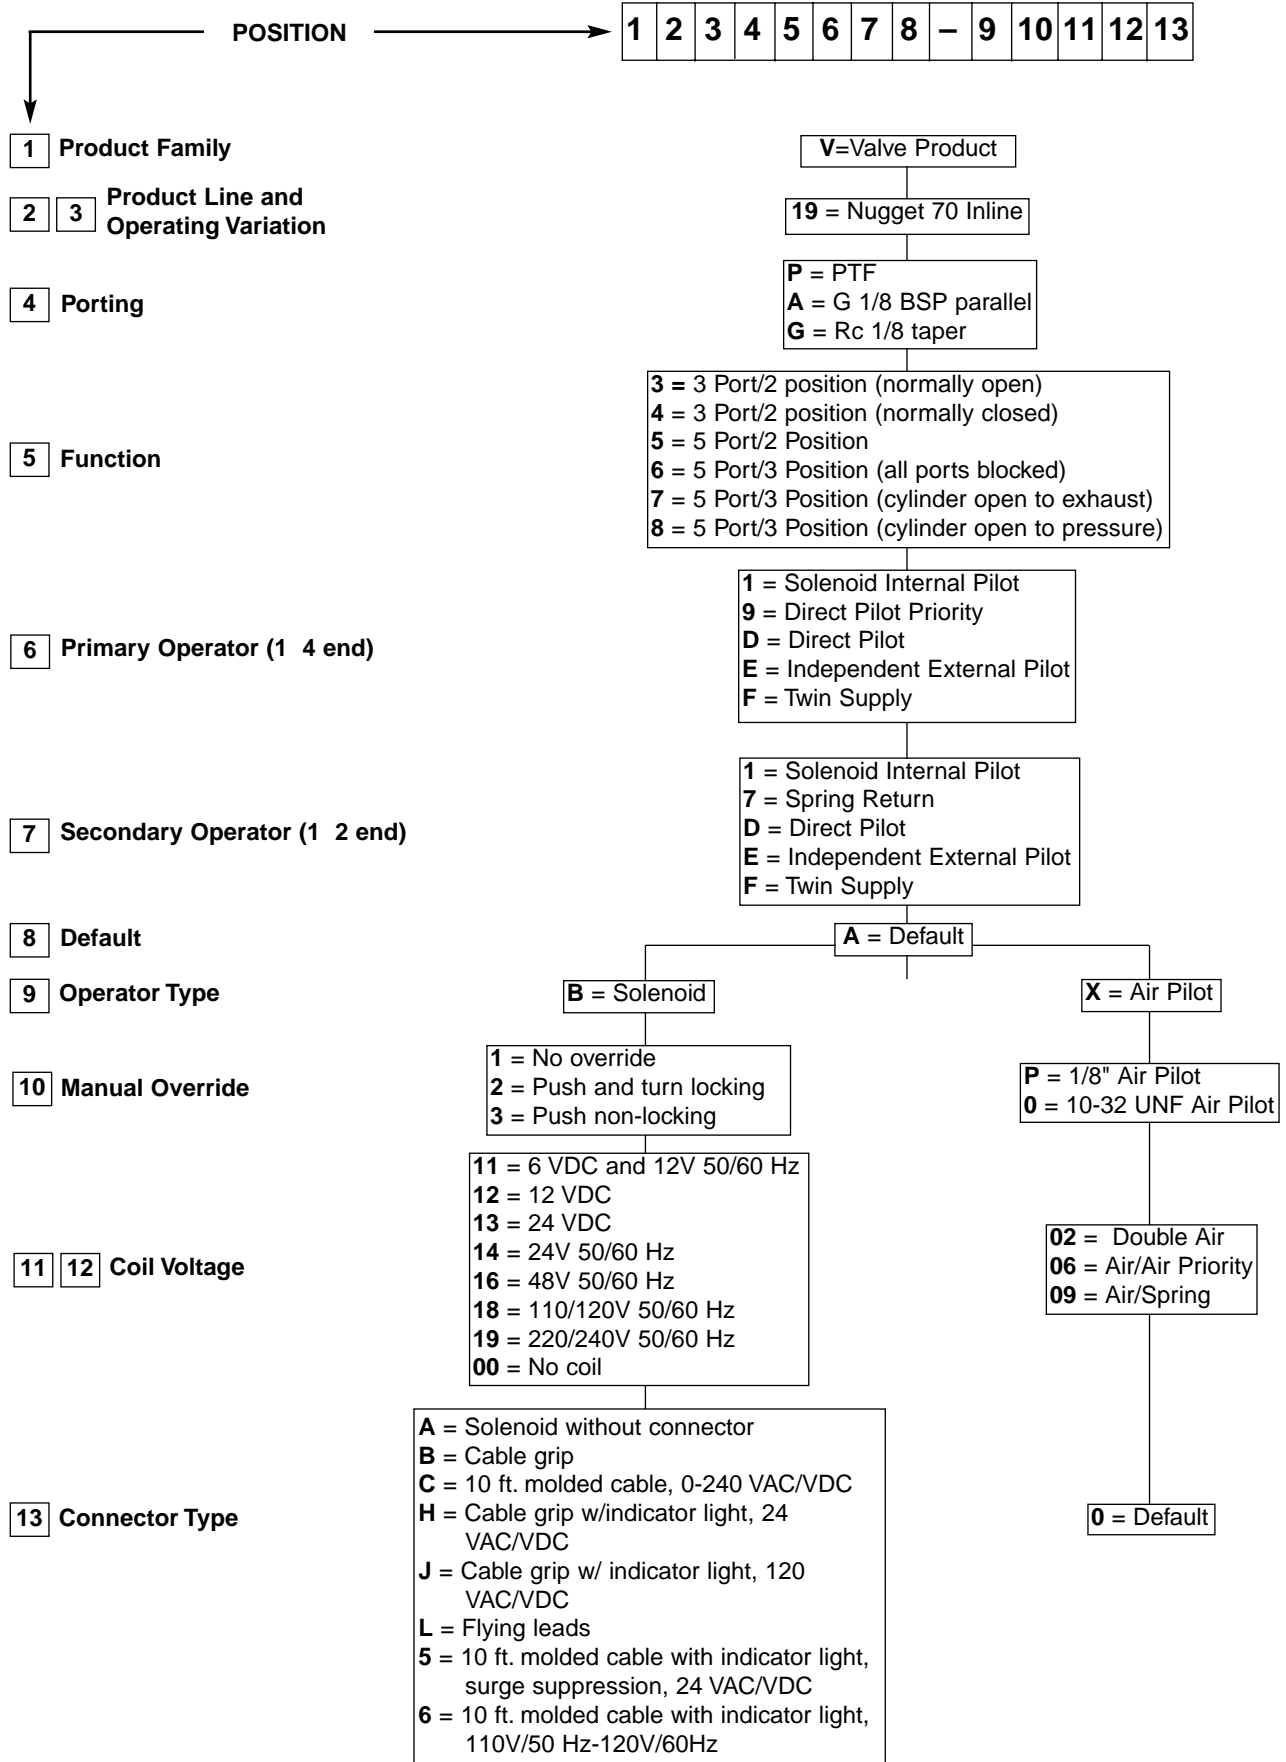 POSITION
1 2 3 4 5 6 7 8 – 9 10 11 12 13
1 Product Family
V=Valve Product
2 3 Product Line and
Operating Variation
19 = Nugget 70 Inline
4 Porting
P = PTF
A = G 1/8 BSP parallel
G = Rc 1/8 taper
5 Function
3 = 3 Port/2 position (normally open)
4 = 3 Port/2 position (normally closed)
5 = 5 Port/2 Position
6 = 5 Port/3 Position (all ports blocked)
7 = 5 Port/3 Position (cylinder open to exhaust)
8 = 5 Port/3 Position (cylinder open to pressure)
6 Primary Operator (1 4 end)
1 = Solenoid Internal Pilot
9 = Direct Pilot Priority
D = Direct Pilot
E = Independent External Pilot
F = Twin Supply
7 Secondary Operator (1 2 end)
1 = Solenoid Internal Pilot
7 = Spring Return
D = Direct Pilot
E = Independent External Pilot
F = Twin Supply
8 Default
A = Default
9 Operator Type
B = Solenoid
X = Air Pilot
10 Manual Override
1 = No override
2 = Push and turn locking
3 = Push non-locking
P = 1/8" Air Pilot
0 = 10-32 UNF Air Pilot
11 12 Coil Voltage
11 = 6 VDC and 12V 50/60 Hz
12 = 12 VDC
13 = 24 VDC
14 = 24V 50/60 Hz
16 = 48V 50/60 Hz
18 = 110/120V 50/60 Hz
19 = 220/240V 50/60 Hz
00 = No coil
02 = Double Air
06 = Air/Air Priority
09 = Air/Spring
13 Connector Type
A = Solenoid without connector
B = Cable grip
C = 10 ft. molded cable, 0-240 VAC/VDC
H = Cable grip w/indicator light, 24
VAC/VDC
J = Cable grip w/ indicator light, 120
VAC/VDC
L = Flying leads
5 = 10 ft. molded cable with indicator light,
surge suppression, 24 VAC/VDC
6 = 10 ft. molded cable with indicator light,
110V/50 Hz-120V/60Hz
0 = Default